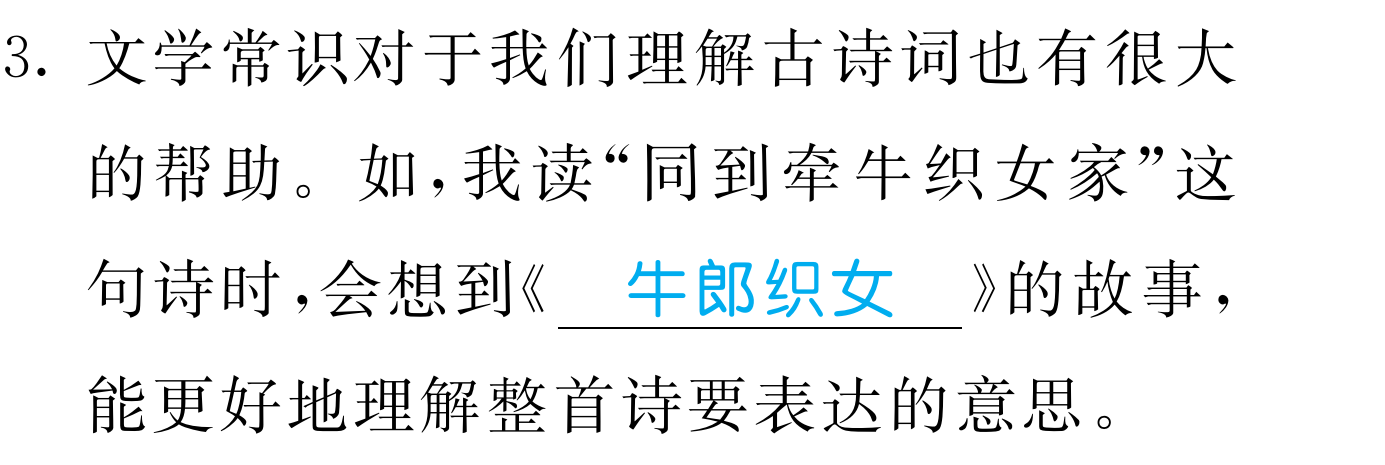 3. 文学常识对于我们理解古诗词也有很大
的帮助。如,我读“同到牵牛织女家”这
句诗时,会想到《 牛郎织女 》的故事,
能更好地理解整首诗要表达的意思。